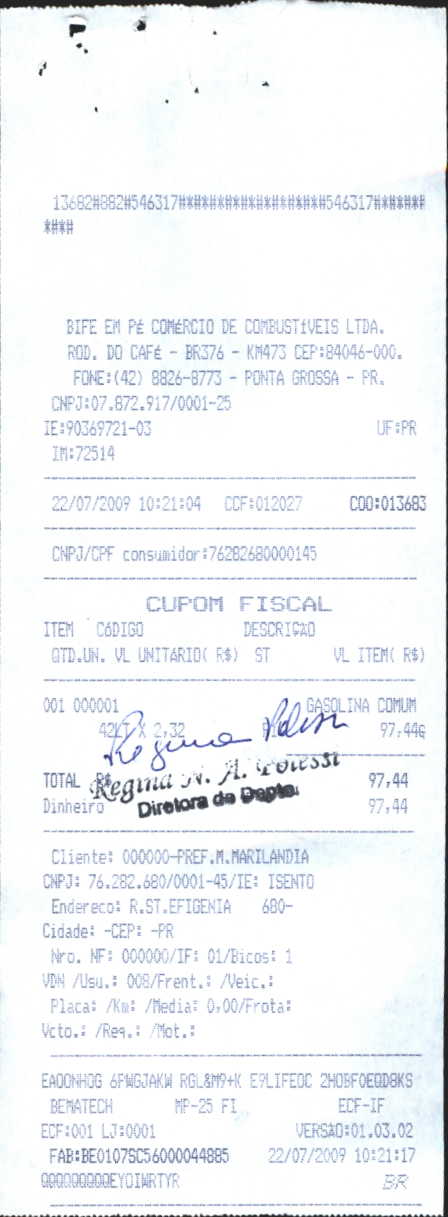 13682#882#546317#*#*#*#*#*#*#*#*#*#546317#*#*#*#
*#*#
BIFE EM PÉ COMÉRCIO DE COMBUSTÍVEIS LTDA.
ROD. DO CAFÉ - BR376 - KM473 CEP:84046-000.
FONE:(42) 8826-8773 - PONTA GROSSA - PR.
CNPJ:07.872.917/0001-25
IE:90369721-03 UF:PR
IM:72514
22/07/2009 10:21:04 CCF:012027 COO:013683
CNPJ/CPF consumidor:76282680000145
CUPOM FISCAL
ITEM CÓDIGO DESCRIÇÃO
QTD.UN. VL UNITÁRIO( R$) ST VL ITEM( R$)
001 000001 GASOLINA COMUM
42LT X 2,32 97,44G
Regina
TOTAL R$ 97,44
Regina N. A. Polessi
Dinheiro 97,44
Diretora de Depto.
Cliente: 000000-PREF.M.MARILANDIA
CNPJ: 76.282.680/0001-45/IE: ISENTO
Endereco: R.ST.EFIGENIA 680-
Cidade: -CEP: -PR
Nro. NF: 000000/IF: 01/Bicos: 1
VDN /Usu.: 008/Frent.: /Veic.:
Placa: /Km: /Media: 0,00/Frota:
Vcto.: /Req.: /Mot.:
EAOONHOG 6FWGJAKW RGL&M9+K E9LIFEOC 2HOBFOEQD8KS
BEMATECH MP-25 FI ECF-IF
ECF:001 LJ:0001 VERSÃO:01.03.02
FAB:BE0107SC56000044885 22/07/2009 10:21:17
QQQQQQQQQEYOIWRTYR BR